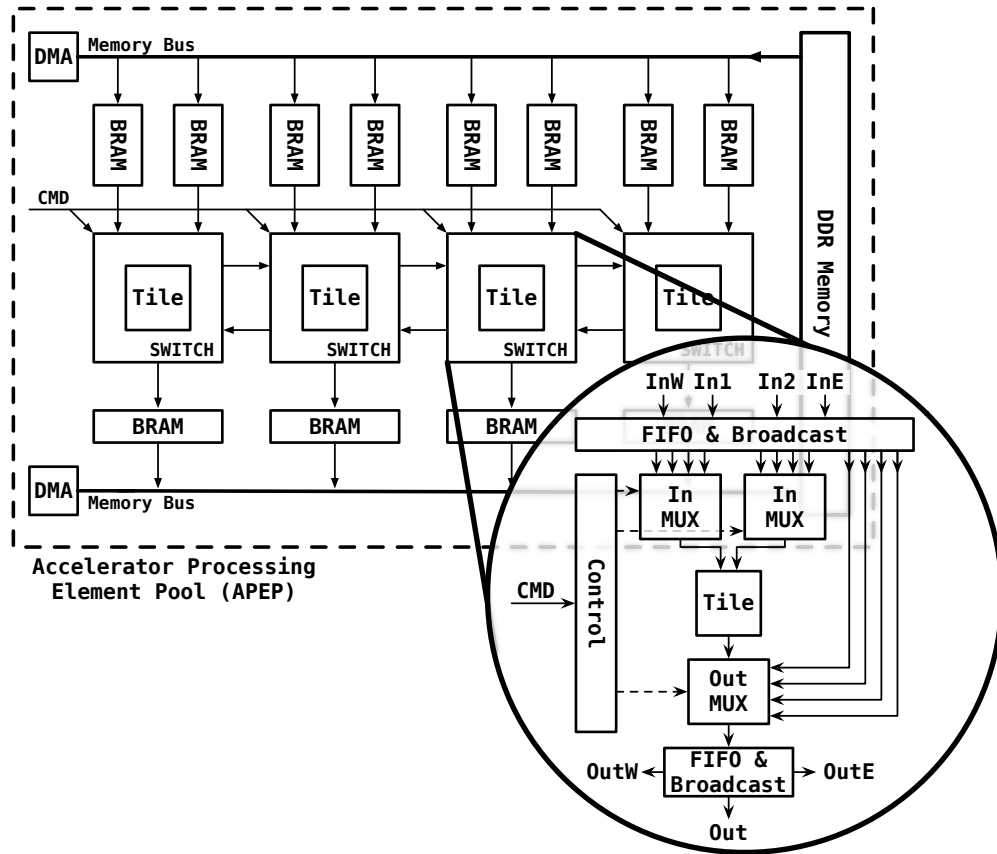 DMA
Memory Bus
BRAM
BRAM
BRAM
BRAM
BRAM
BRAM
BRAM
BRAM
DDR Memory
CMD
Tile
SWITCH
Tile
SWITCH
Tile
SWITCH
Tile
SWITCH
BRAM
BRAM
BRAM
DMA
Memory Bus
Accelerator Processing
Element Pool (APEP)
InW
In1
In2
InE
FIFO & Broadcast
In
MUX
In
MUX
Control
CMD
Tile
Out
MUX
FIFO &
Broadcast
OutW
OutE
Out